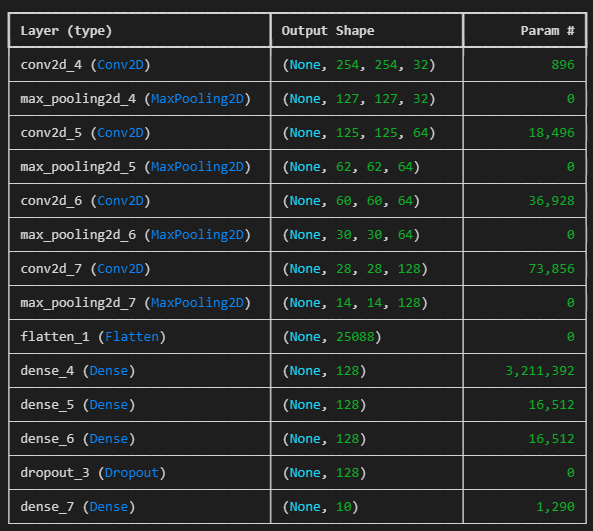 Layer (type) Output Shape Param #
conv2d_4 (Conv2D) (None, 254, 254, 32) 896
max_pooling2d_4 (MaxPooling2D) (None, 127, 127, 32) 0
conv2d_5 (Conv2D) (None, 125, 125, 64) 18,496
max_pooling2d_5 (MaxPooling2D) (None, 62, 62, 64) 0
conv2d_6 (Conv2D) (None, 60, 60, 64) 36,928
max_pooling2d_6 (MaxPooling2D) (None, 30, 30, 64) 0
conv2d_7 (Conv2D) (None, 28, 28, 128) 73,856
max_pooling2d_7 (MaxPooling2D) (None, 14, 14, 128) 0
flatten_1 (Flatten) (None, 25088) 0
dense_4 (Dense) (None, 128) 3,211,392
dense_5 (Dense) (None, 128) 16,512
dense_6 (Dense) (None, 128) 16,512
dropout_3 (Dropout) (None, 128) 0
dense_7 (Dense) (None, 10) 1,290